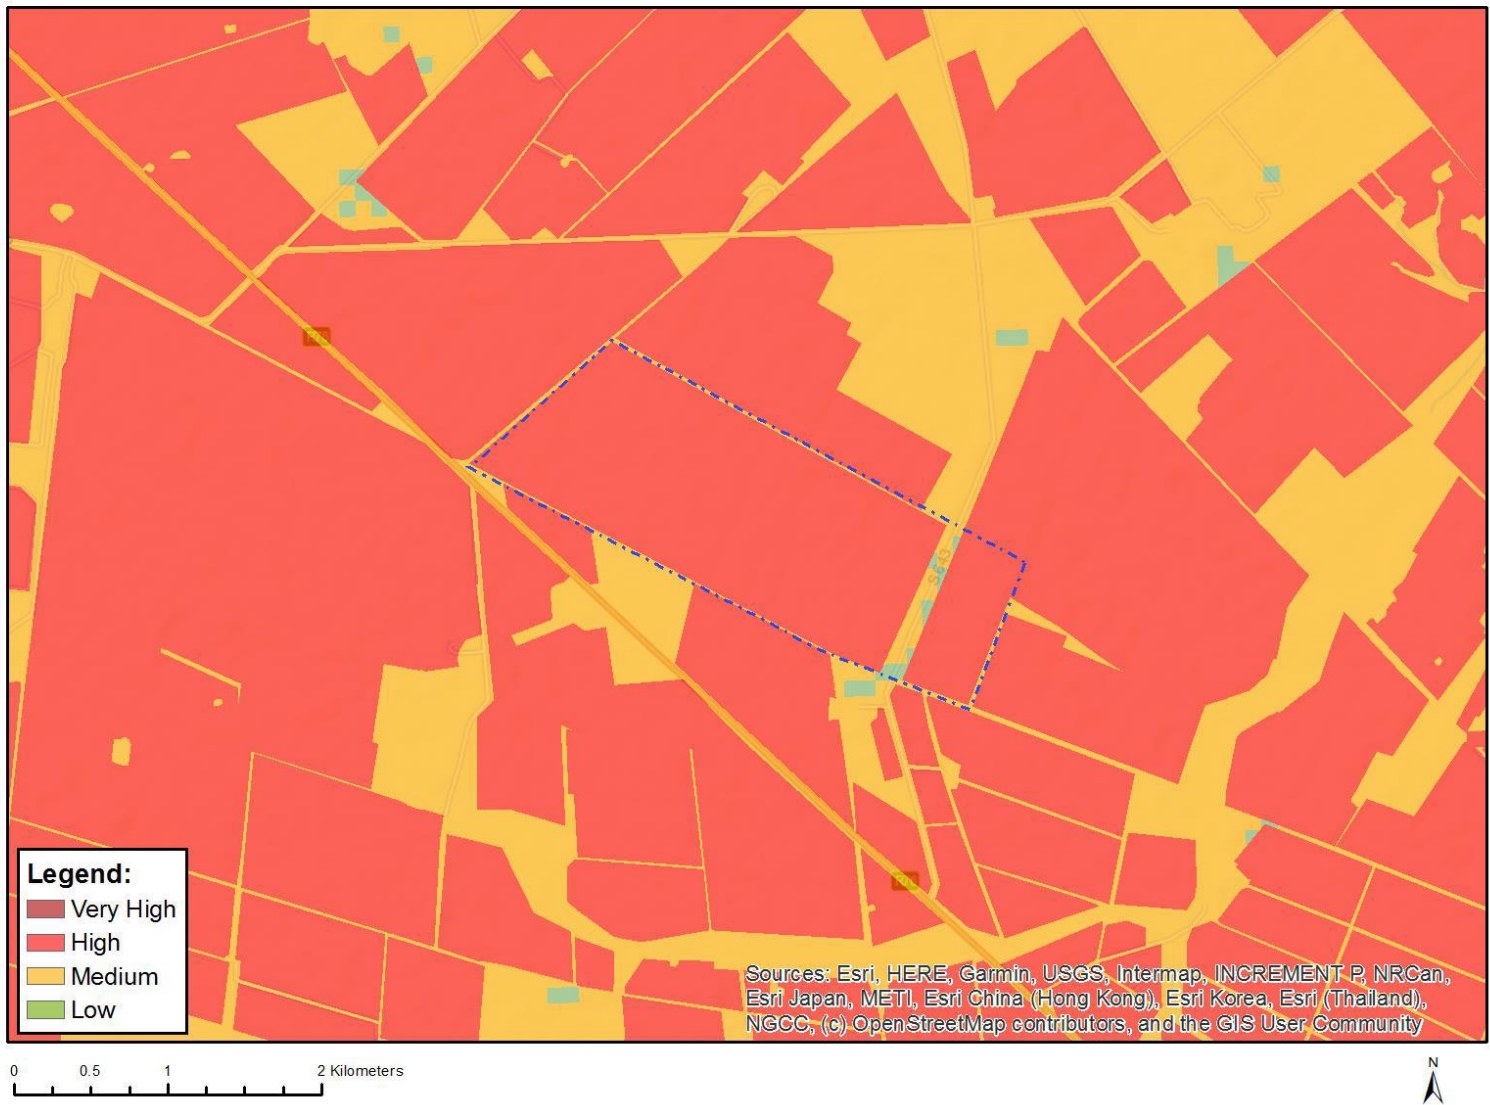 S643
Legend:
Very High
High
Medium
Low
Sources: Esri, HERE, Garmin, USGS, Intermap, INCREMENT P, NRCan,
Esri Japan, METI, Esri China (Hong Kong), Esri Korea, Esri (Thailand),
NGCC, (c) OpenStreetMap contributors, and the GIS User Community
0 0.5 1 2 Kilometers
N